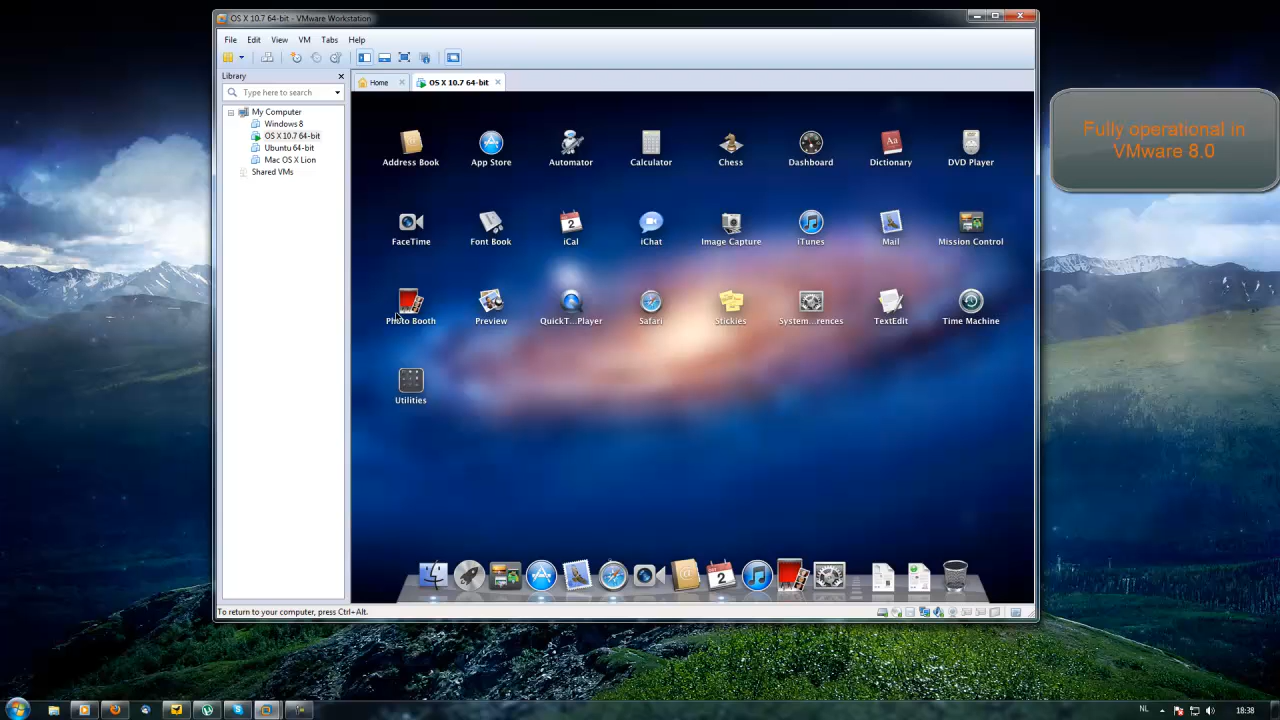 OS X 10.7 64-bit - VMware Workstation
File Edit View VM Tabs Help
Library
Type here to search
Home
OS X 10.7 64-bit
My Computer
Windows 8
OS X 10.7 64-bit
Ubuntu 64-bit
Mac OS X Lion
Shared VMs
Address Book App Store Automator Calculator Chess Dashboard Dictionary DVD Player
FaceTime Font Book iCal iChat Image Capture iTunes Mail Mission Control
Photo Booth Preview QuickT...Player Safari Stickies System...rences TextEdit Time Machine
Utilities
Fully operational in
VMware 8.0
To return to your computer, press Ctrl+Alt.
NL
18:38